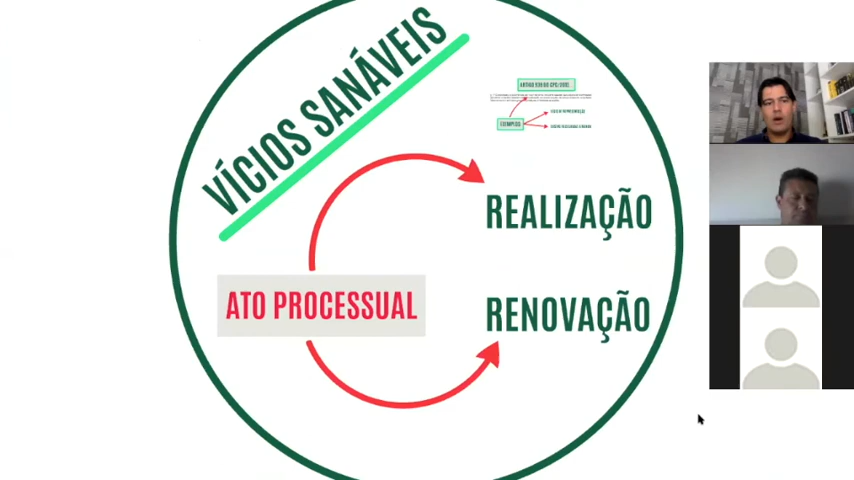 VÍCIOS SANÁVEIS
EXEMPLOS
REALIZAÇÃO
ATO PROCESSUAL
RENOVAÇÃO